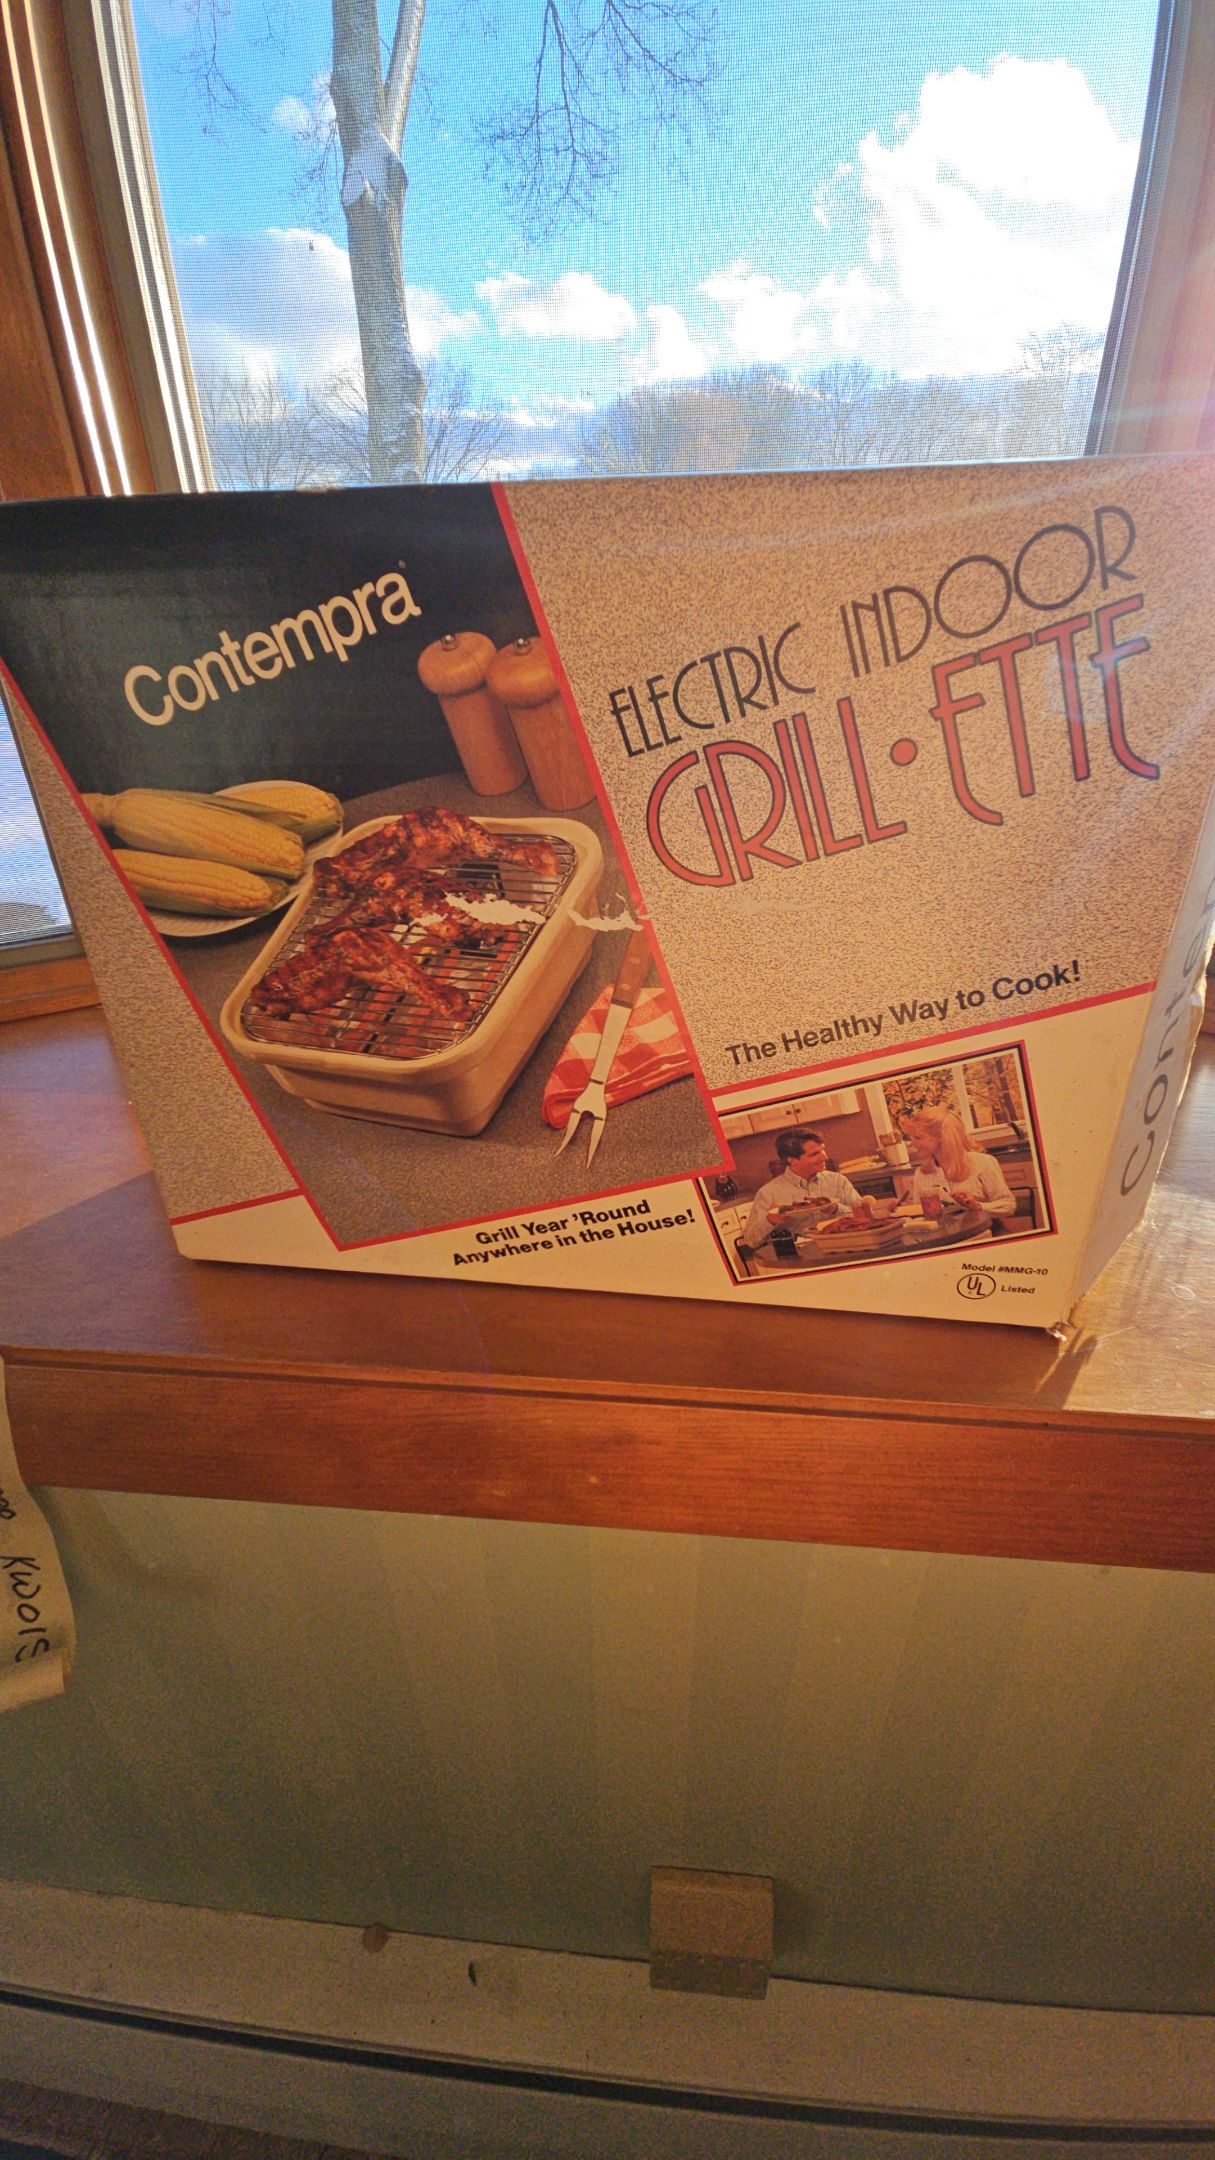 Contempra
ELECTRIC INDOOR
GRILL•ETTE
The Healthy Way to Cook!
Grill Year 'Round
Anywhere in the House!
Model #MMG-10
UL Listed
KWOIS